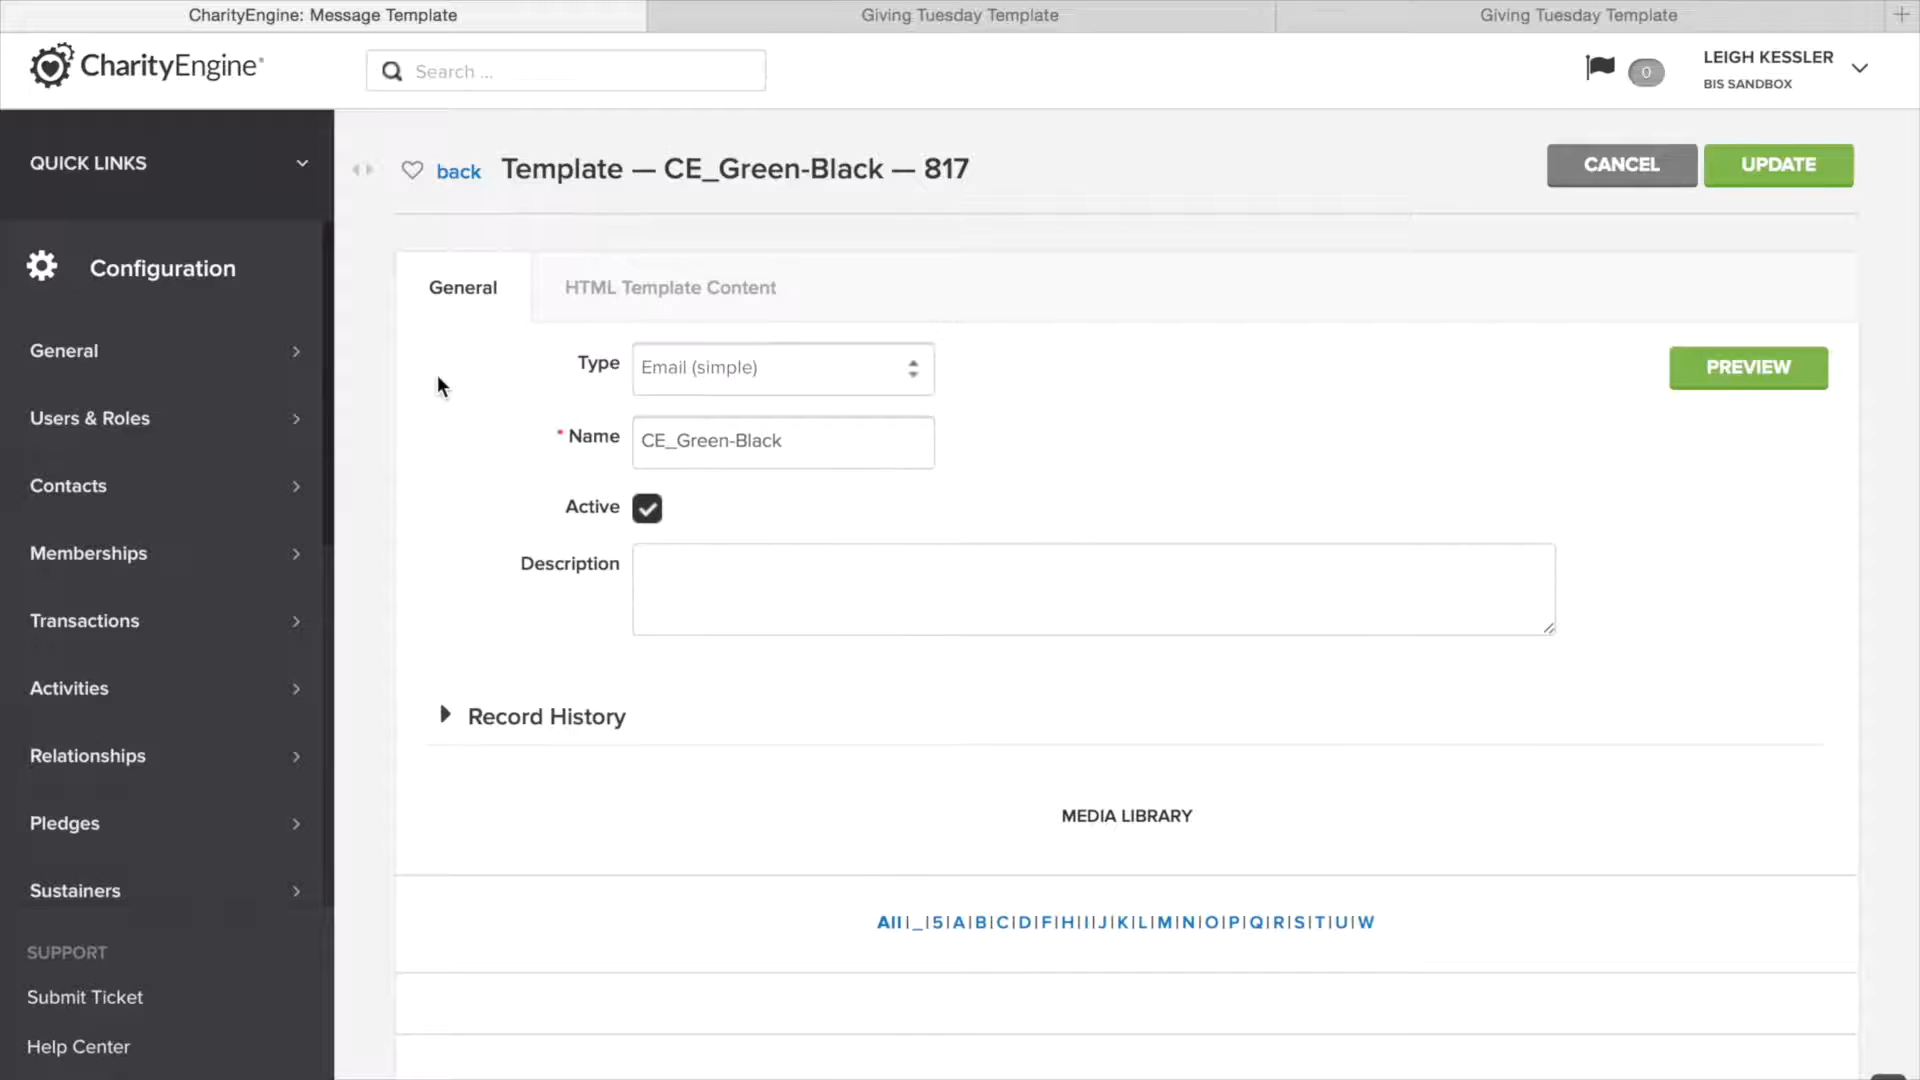 CharityEngine: Message Template
Giving Tuesday Template
Giving Tuesday Template
CharityEngine®
Search ...
0
LEIGH KESSLER
BIS SANDBOX
QUICK LINKS
Configuration
General
Users & Roles
Contacts
Memberships
Transactions
Activities
Relationships
Pledges
Sustainers
SUPPORT
Submit Ticket
Help Center
back
Template — CE_Green-Black — 817
CANCEL
UPDATE
General
HTML Template Content
Type
Email (simple)
PREVIEW
* Name
CE_Green-Black
Active
Description
Record History
MEDIA LIBRARY
All|_|5|A|B|C|D|F|H|I|J|K|L|M|N|O|P|Q|R|S|T|U|W